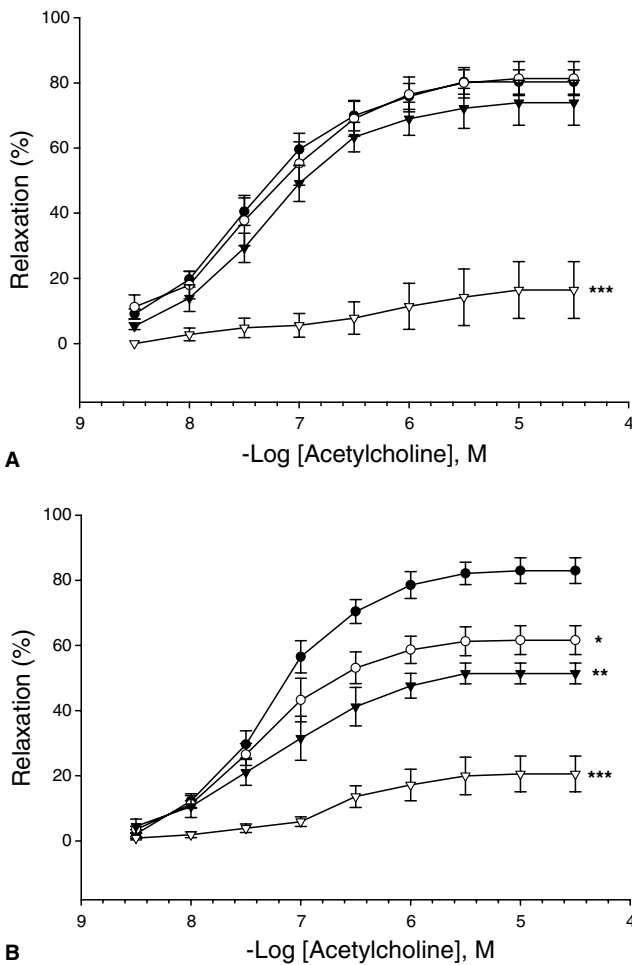 100
80
60
40
20
0
Relaxation (%)
***
9 8 7 6 5 4
-Log [Acetylcholine], M
A
100
80
60
40
20
0
Relaxation (%)
*
**
***
9 8 7 6 5 4
-Log [Acetylcholine], M
B